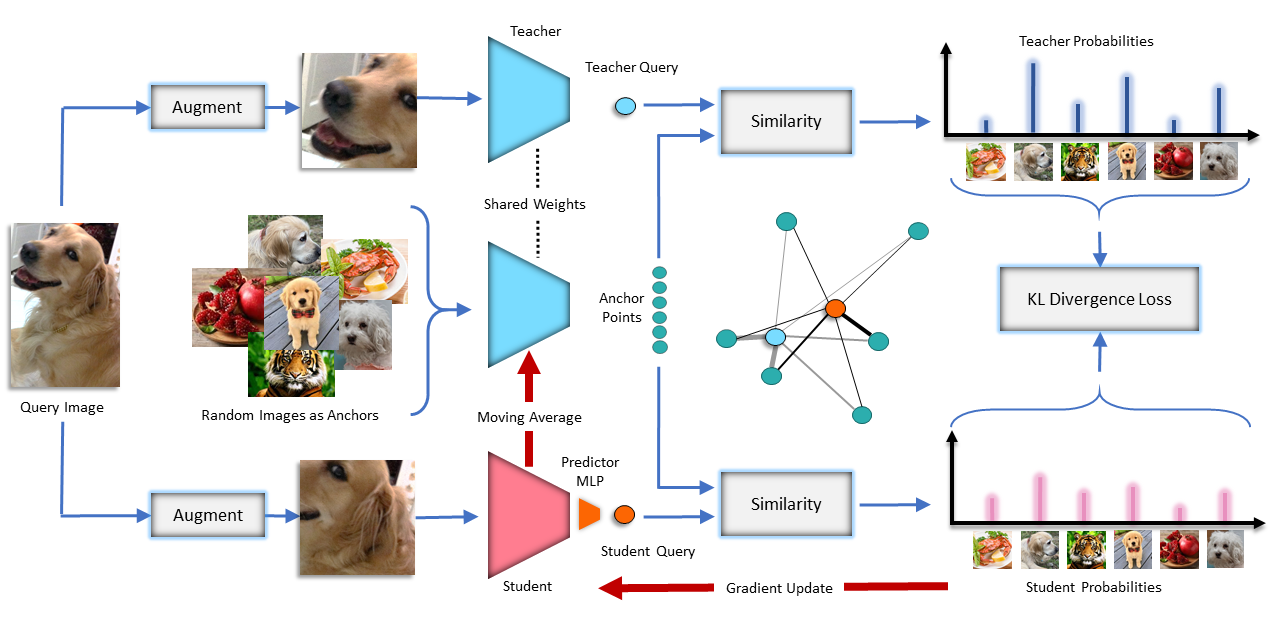 Teacher
Teacher Probabilities
Teacher Query
Augment
Similarity
Shared Weights
Anchor
Points
KL Divergence Loss
Query Image
Random Images as Anchors
Moving Average
Predictor
MLP
Augment
Similarity
Student Query
Student
Gradient Update
Student Probabilities